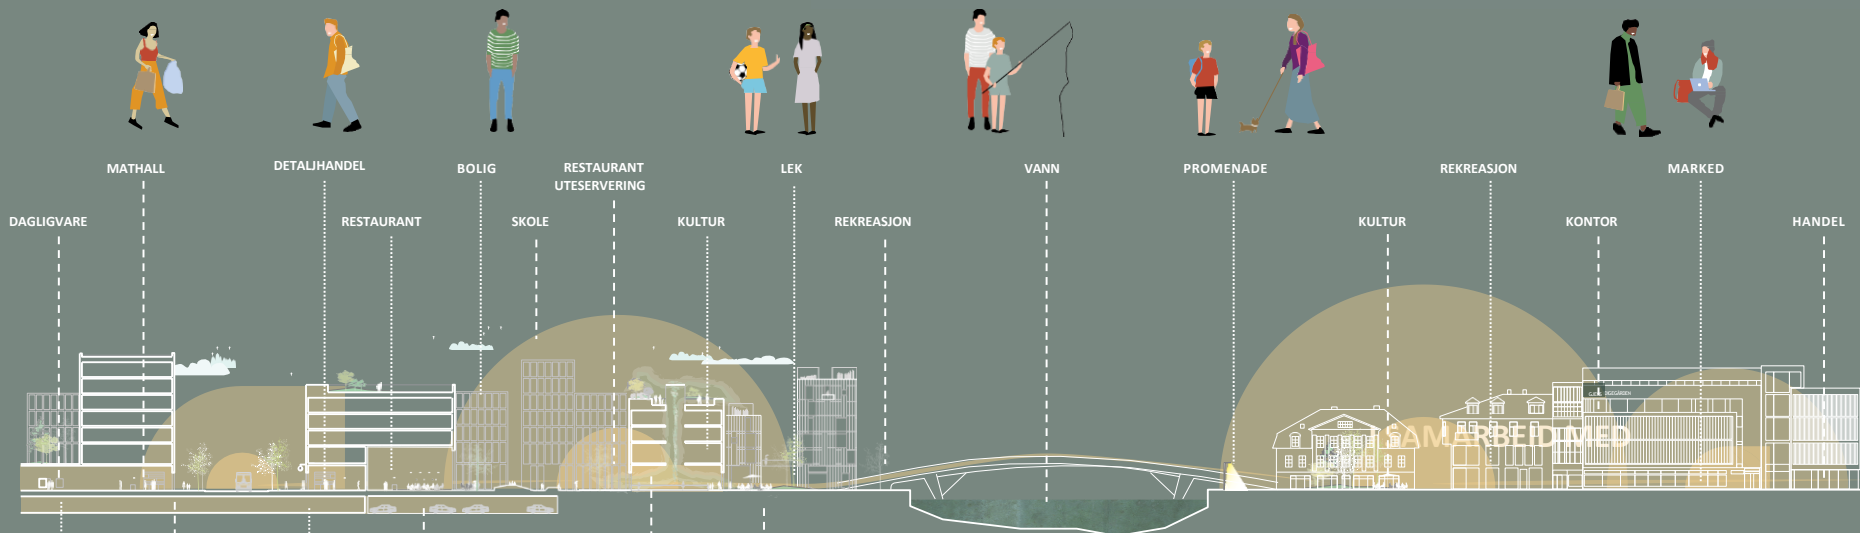 MATHALL
DETALJHANDEL
BOLIG
RESTAURANT
UTESERVERING
LEK
VANN
PROMENADE
REKREASJON
MARKED
DAGLIGVARE
RESTAURANT
SKOLE
KULTUR
REKREASJON
KULTUR
KONTOR
HANDEL
I SAMARBEID MED